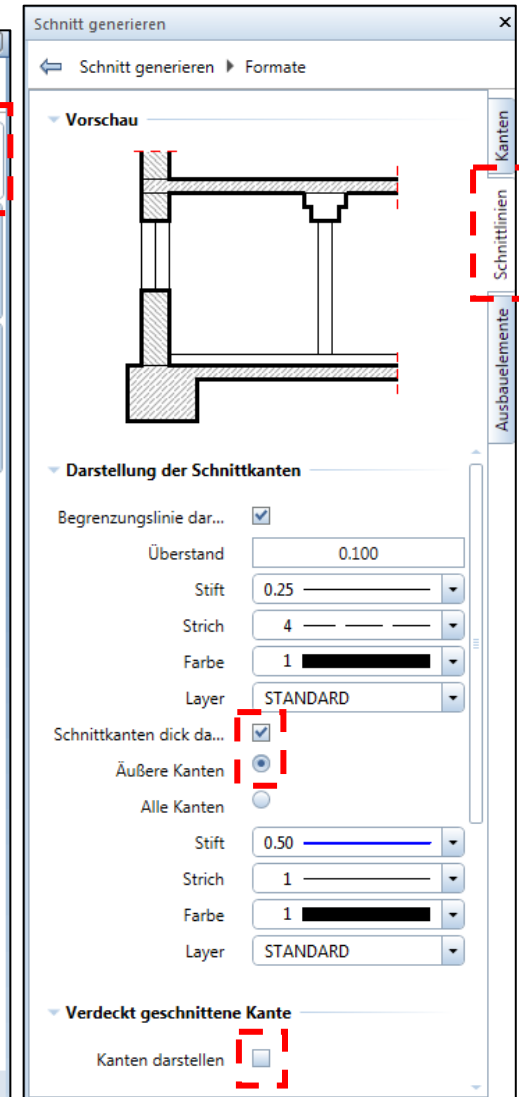 Schnitt generieren
Schnitt generieren Formate
Vorschau
Kanten
Schnittlinien
Ausbauelemente
Darstellung der Schnittkanten
Begrenzungslinie dar...
Überstand 0.100
Stift 0.25
Strich 4
Farbe 1
Layer STANDARD
Schnittkanten dick da...
Äußere Kanten
Alle Kanten
Stift 0.50
Strich 1
Farbe 1
Layer STANDARD
Verdeckt geschnittene Kante
Kanten darstellen